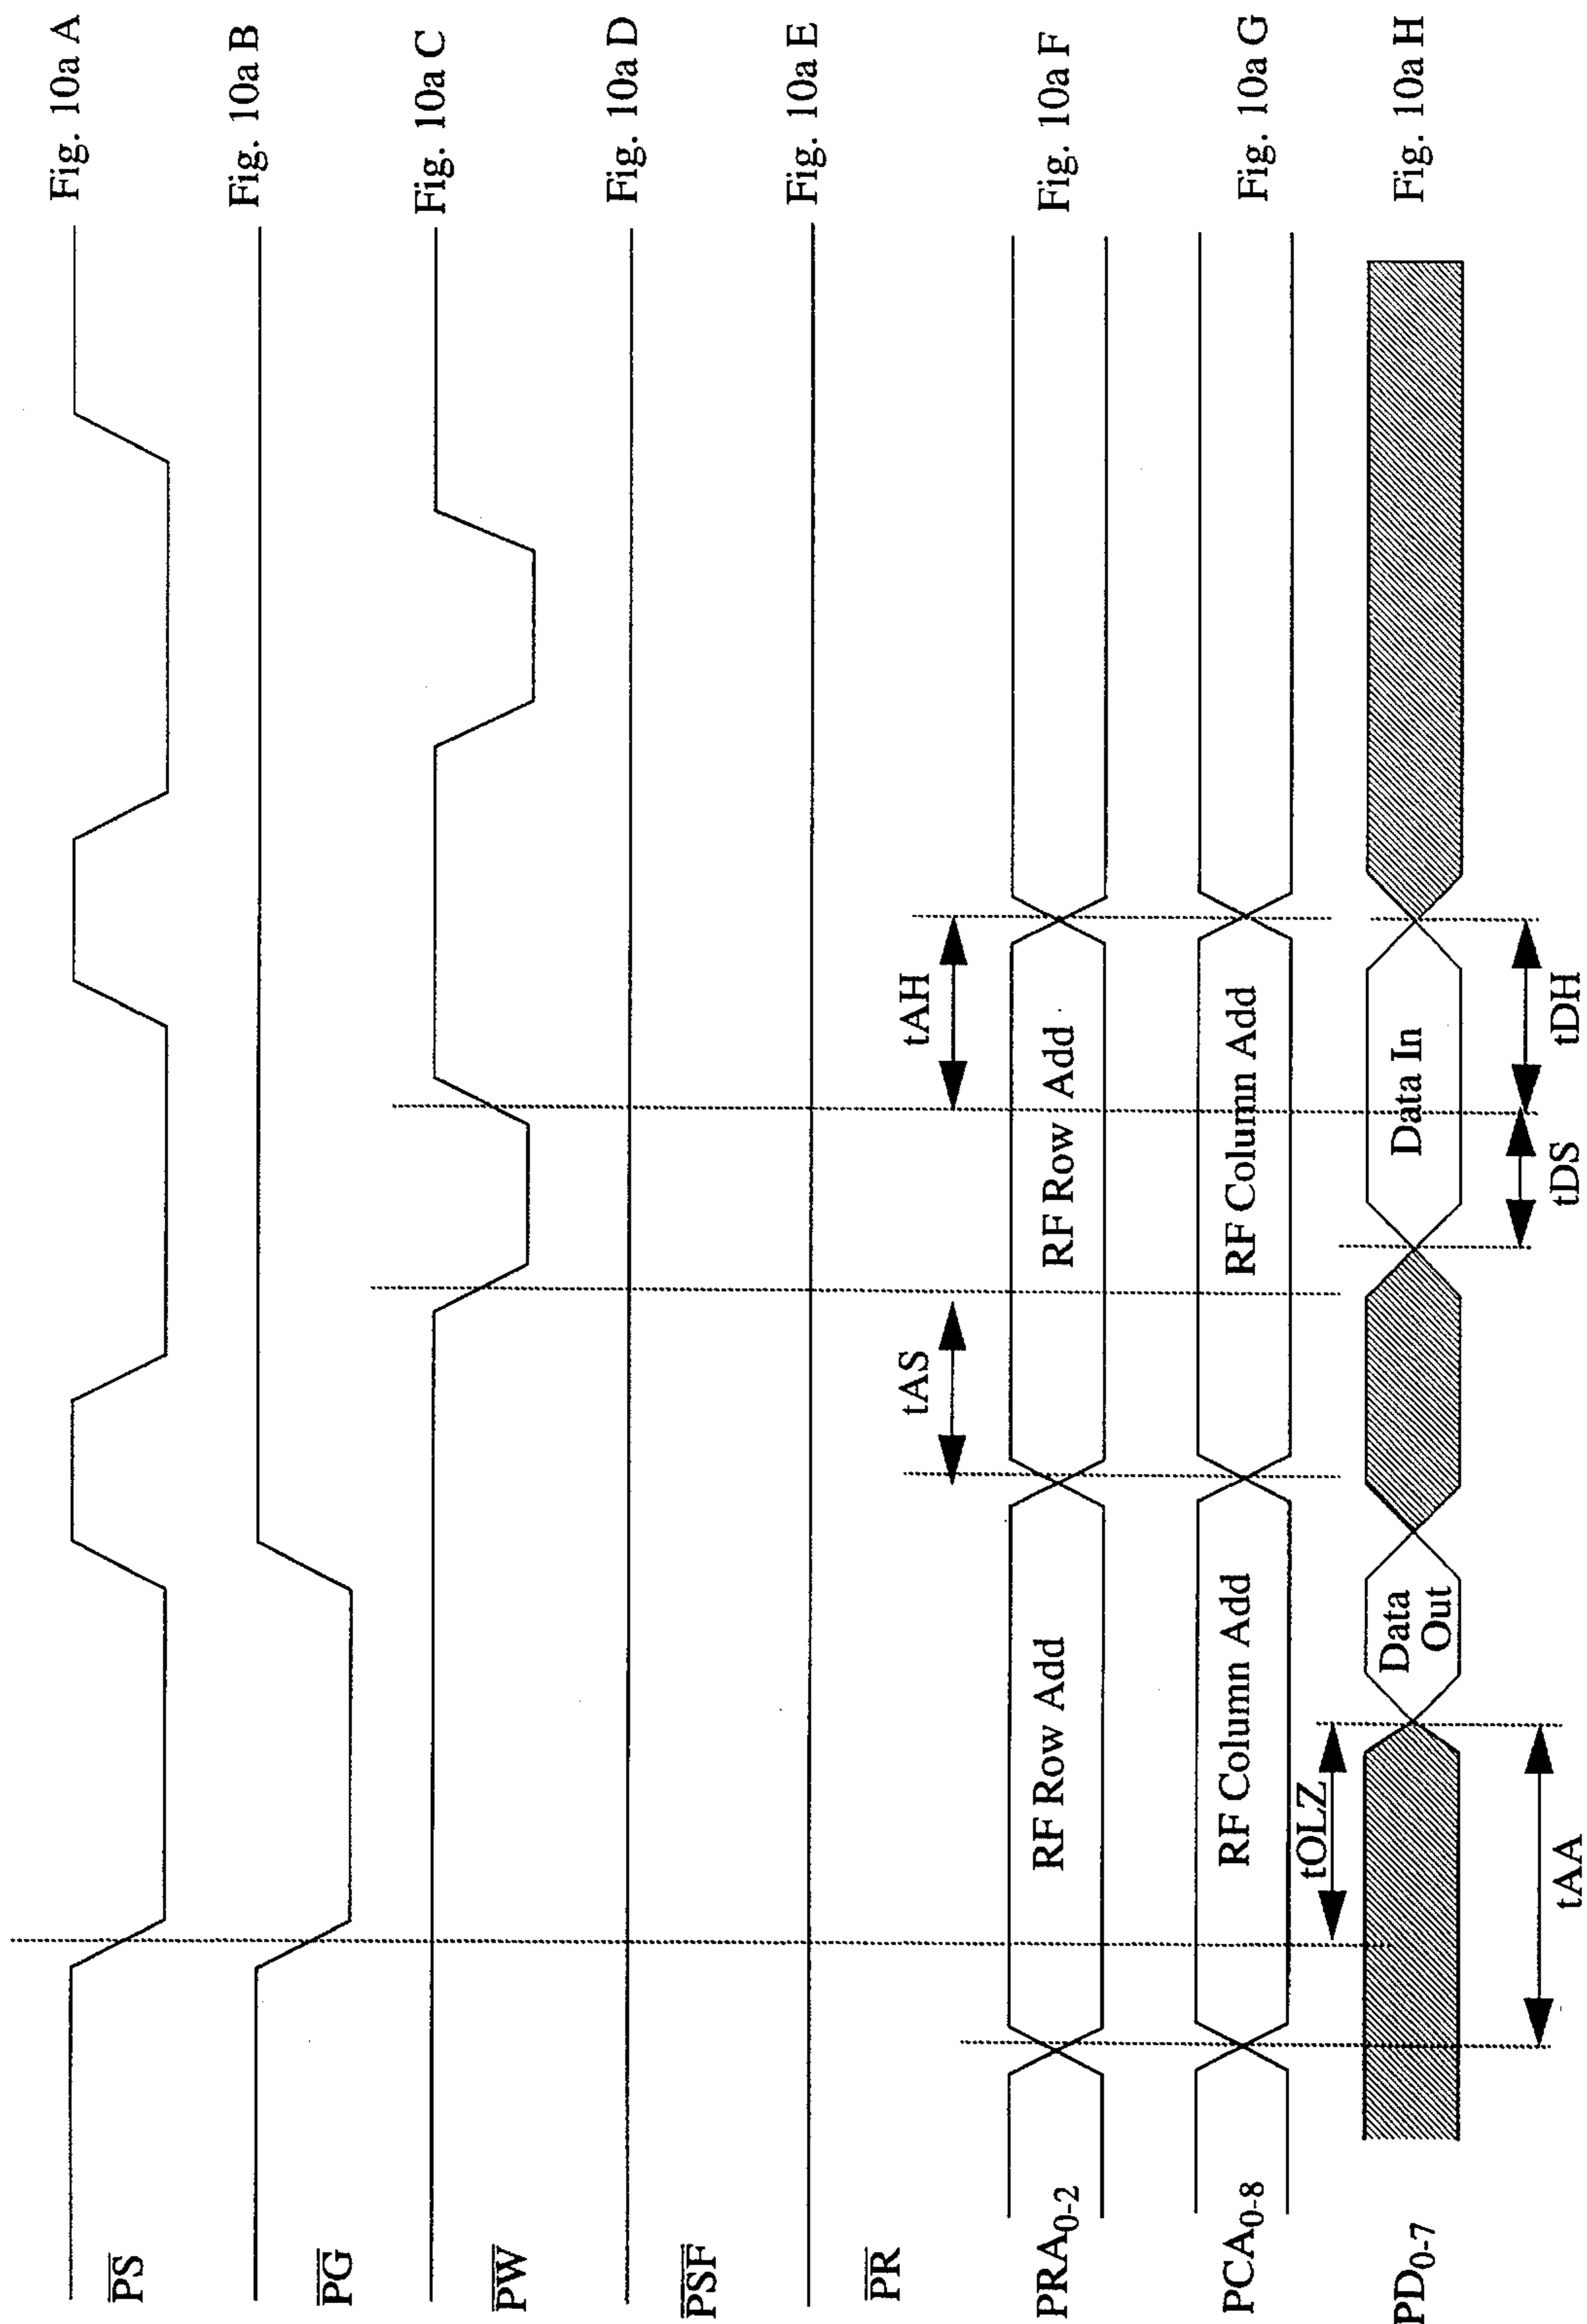 PS Fig. 10a A
PG Fig. 10a B
PW Fig. 10a C
PSF Fig. 10a D
PR Fig. 10a E
tAS tAH
PRA0-2 RF Row Add RF Row Add Fig. 10a F
PCA0-8 RF Column Add RF Column Add Fig. 10a G
tOLZ
PD0-7 Data Out Data In Fig. 10a H
tAA tDS tDH